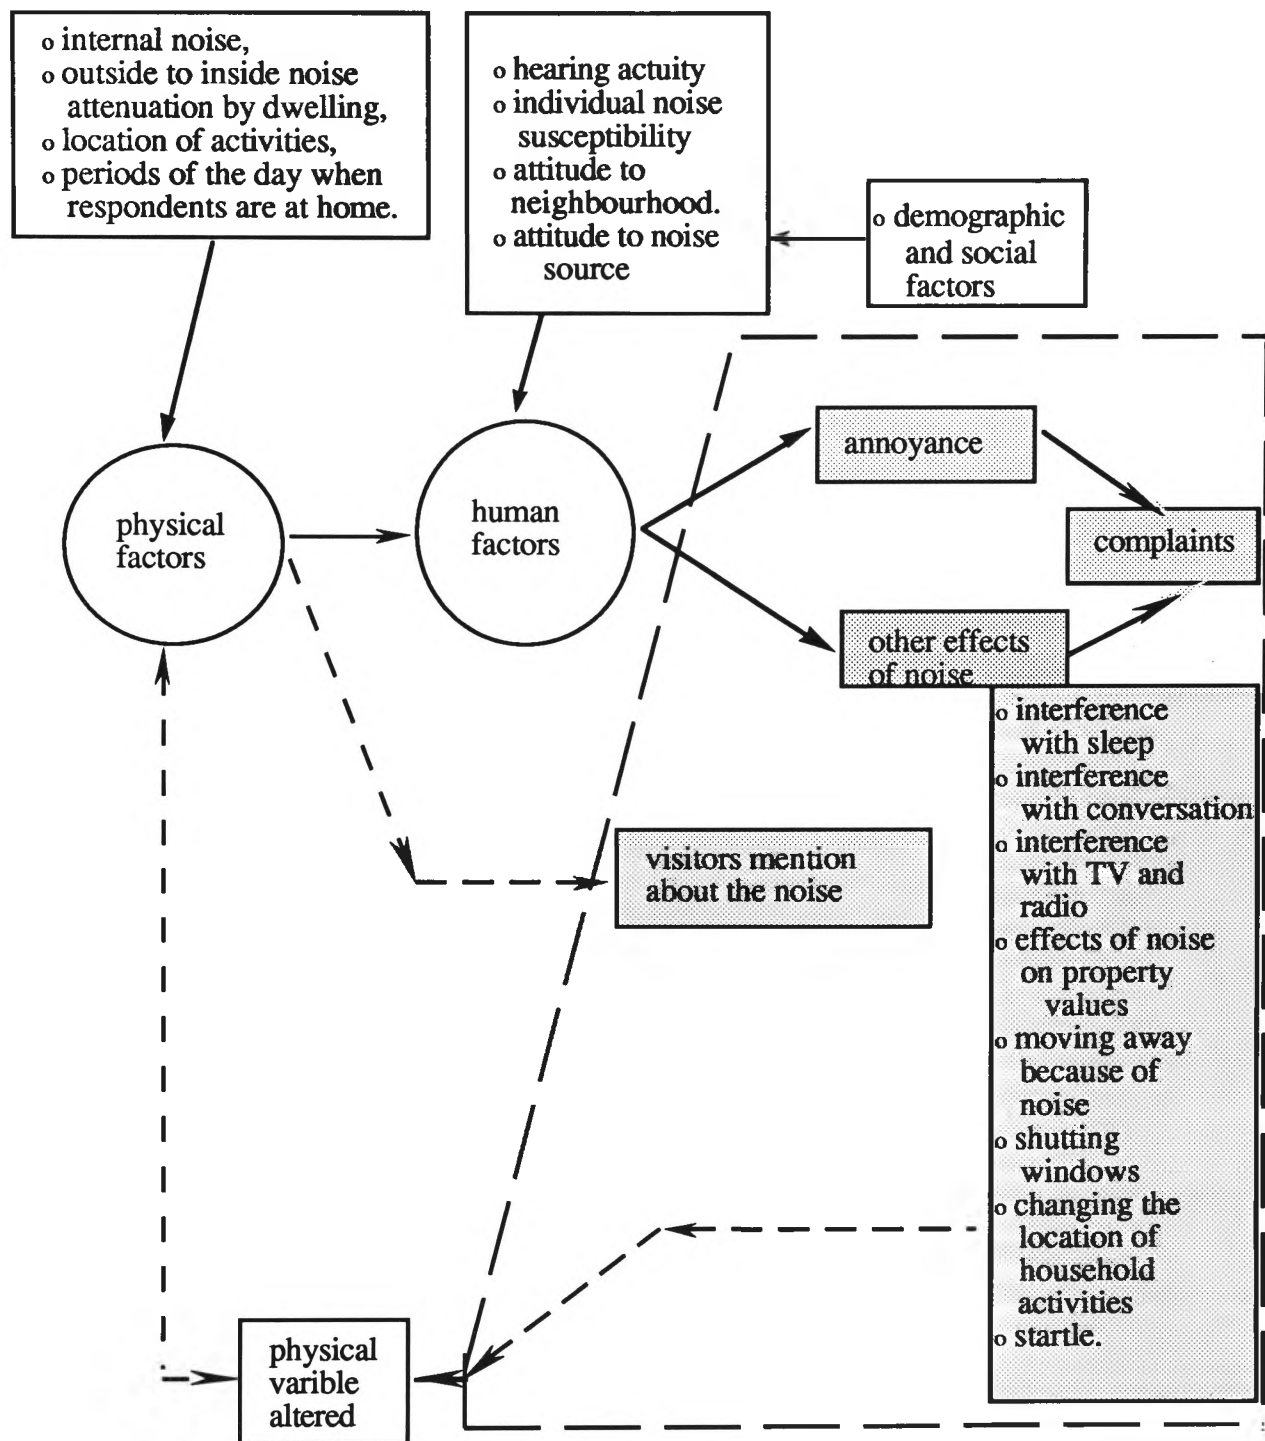 o internal noise,
o outside to inside noise
attenuation by dwelling,
o location of activities,
o periods of the day when
respondents are at home.
o hearing actuity
o individual noise
susceptibility
o attitude to
neighbourhood.
o attitude to noise
source
o demographic
and social
factors
physical
factors
human
factors
annoyance
complaints
other effects
of noise
o interference
with sleep
o interference
with conversation
o interference
with TV and
radio
o effects of noise
on property
values
o moving away
because of
noise
o shutting
windows
o changing the
location of
household
activities
o startle.
visitors mention
about the noise
physical
varible
altered